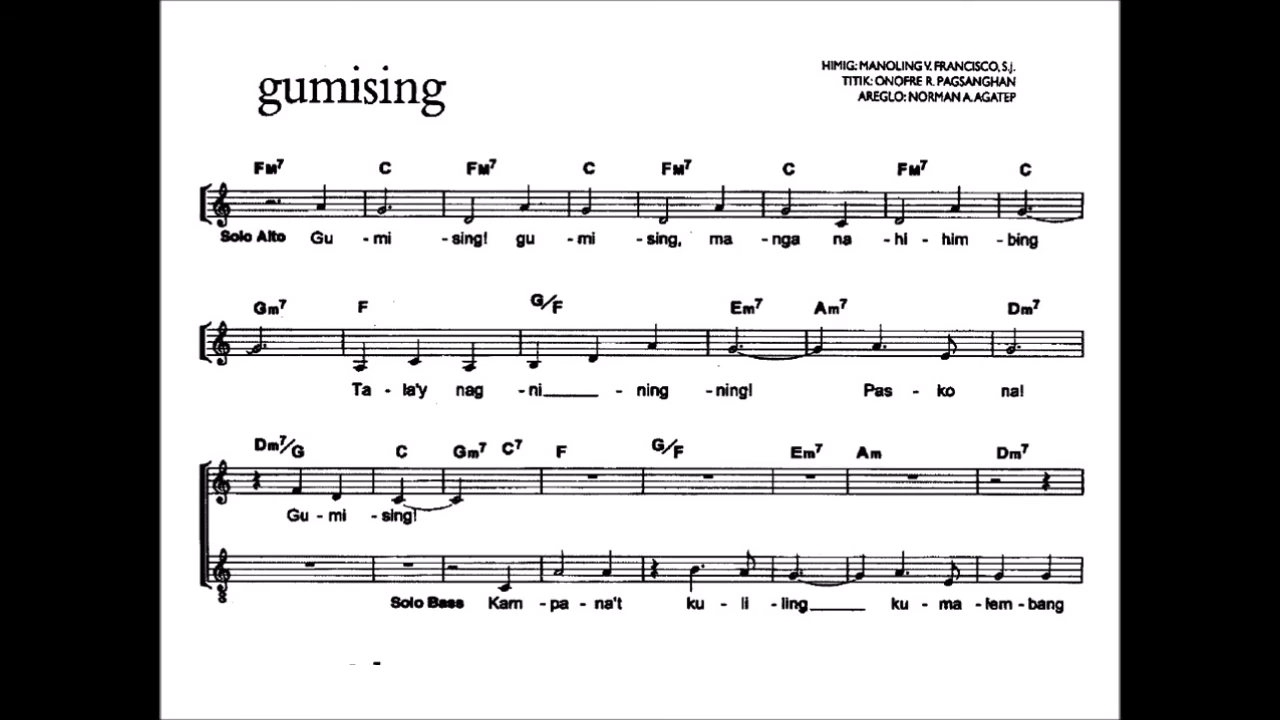 gumising
HIMIG: MANOLING V. FRANCISCO, S.j.
TITIK: ONOFRE R. PAGSANGHAN
AREGLO: NORMAN A. AGATEP
FM7 C FM7 C FM7 C FM7 C
Solo Alto Gu - mi - sing! gu - mi - sing, ma - nga na - hi - him - bing
Gm7 F G/F Em7 Am7 Dm7
Ta - la'y nag - ni____ - ning - ning! Pas - ko na!
Dm7/G C Gm7 C7 F G/F Em7 Am Dm7
Gu - mi - sing!
8
Solo Bass Kam - pa - na't ku - li - ling____ ku - ma - lem - bang